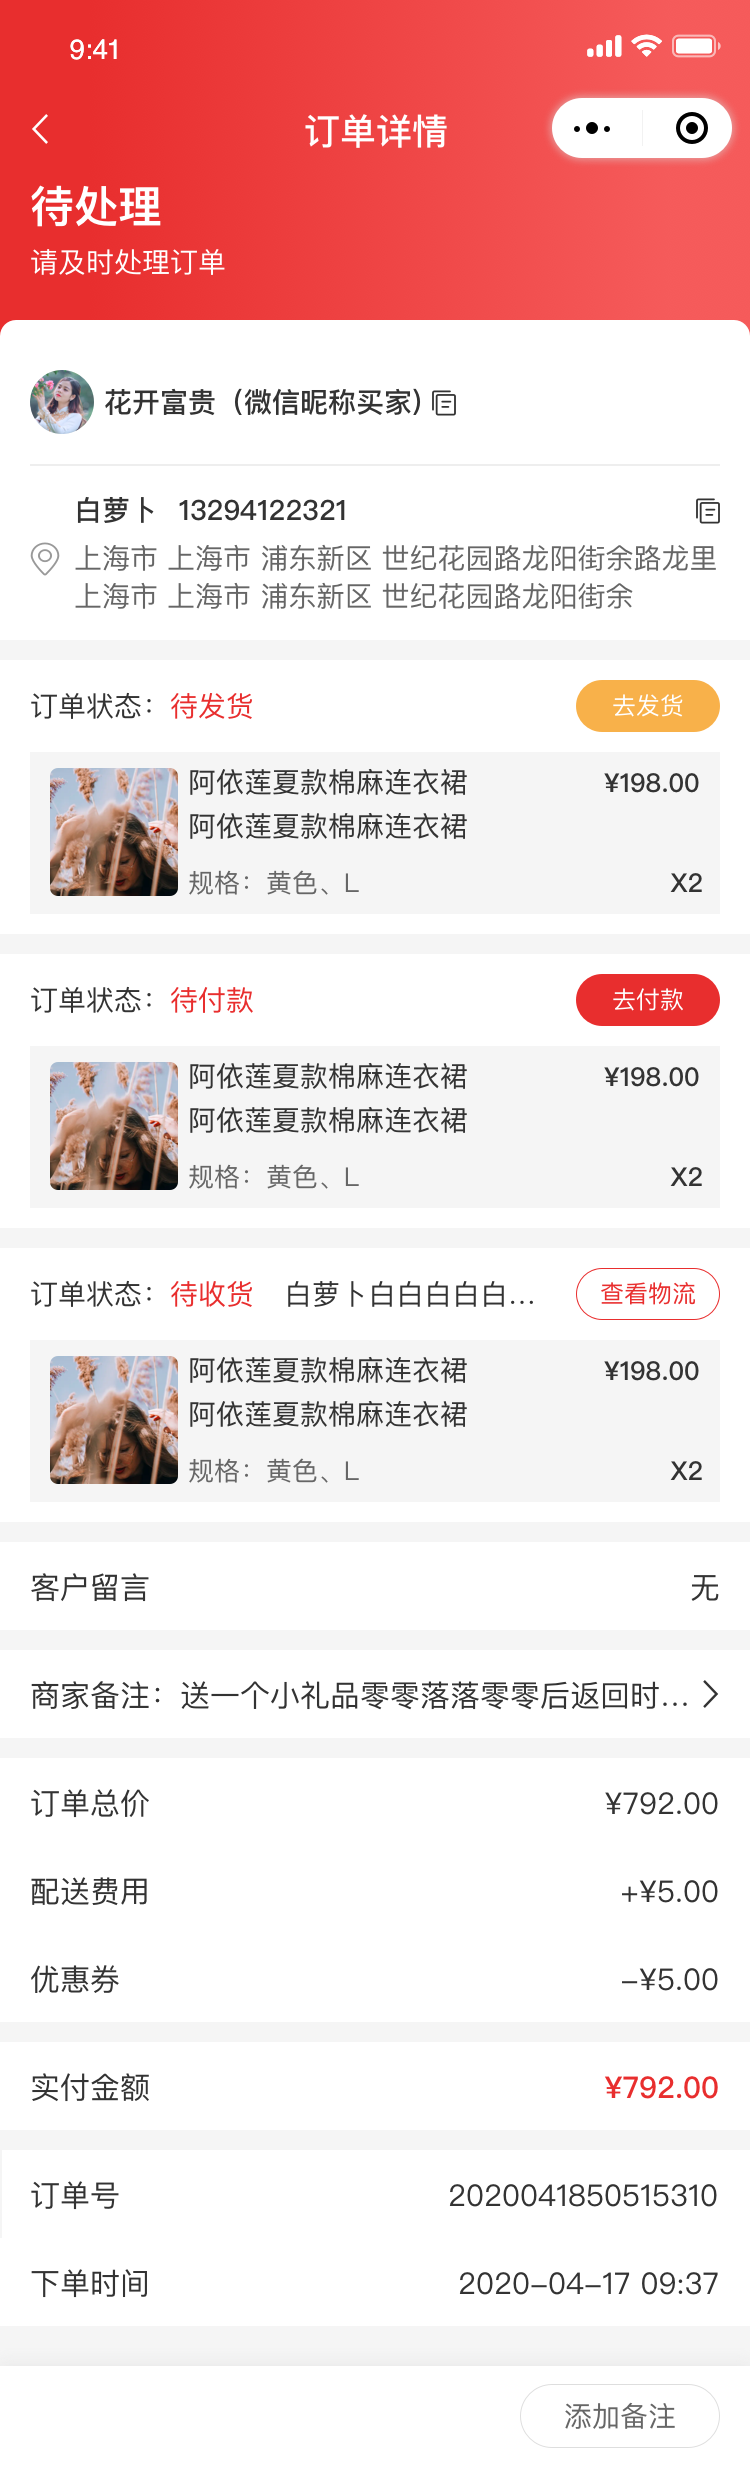 9:41
订单详情
待处理
请及时处理订单
花开富贵（微信昵称买家）
白萝卜 13294122321
上海市 上海市 浦东新区 世纪花园路龙阳街余路龙里
上海市 上海市 浦东新区 世纪花园路龙阳街余
订单状态：待发货 去发货
阿依莲夏款棉麻连衣裙 ¥198.00
阿依莲夏款棉麻连衣裙
规格：黄色、L X2
订单状态：待付款 去付款
阿依莲夏款棉麻连衣裙 ¥198.00
阿依莲夏款棉麻连衣裙
规格：黄色、L X2
订单状态：待收货 白萝卜白白白白白... 查看物流
阿依莲夏款棉麻连衣裙 ¥198.00
阿依莲夏款棉麻连衣裙
规格：黄色、L X2
客户留言 无
商家备注：送一个小礼品零零落落零零后返回时...
订单总价 ¥792.00
配送费用 +¥5.00
优惠券 -¥5.00
实付金额 ¥792.00
订单号 2020041850515310
下单时间 2020-04-17 09:37
添加备注